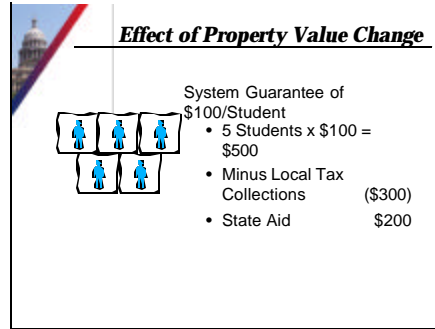 Effect of Property Value Change
System Guarantee of
$100/Student
• 5 Students x $100 =
$500
• Minus Local Tax
Collections ($300)
• State Aid $200